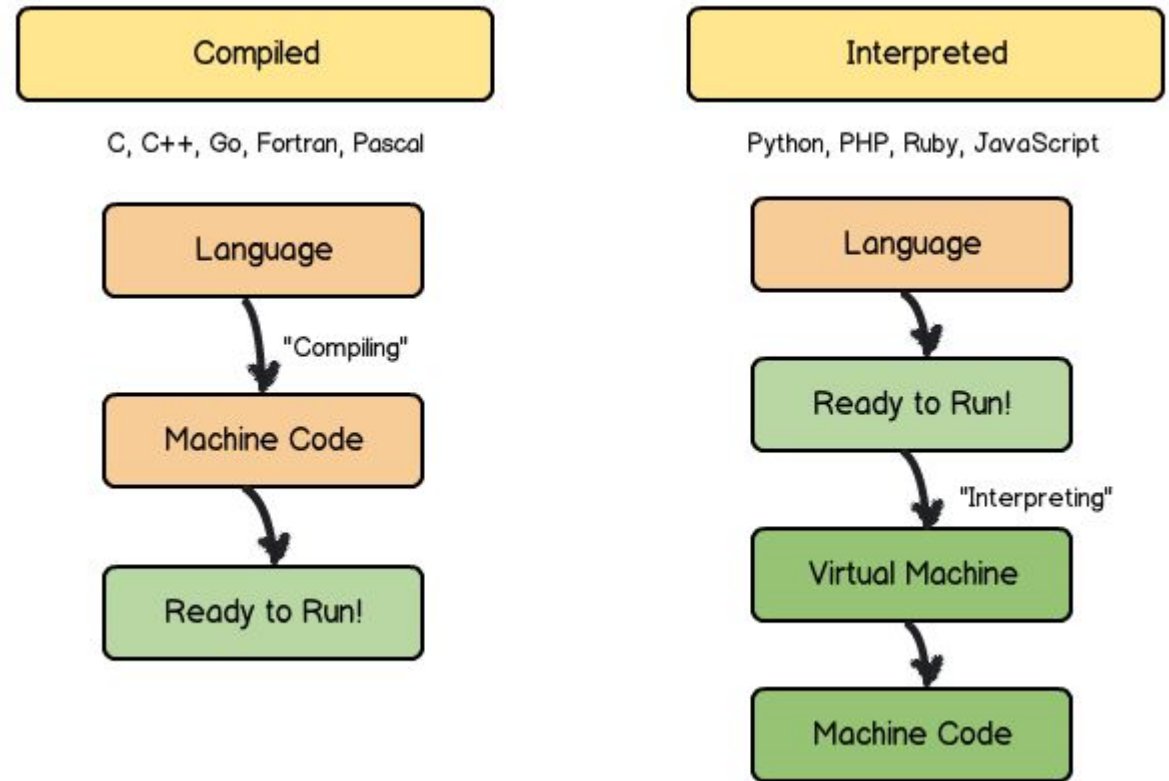 Compiled
C, C++, Go, Fortran, Pascal
Language
"Compiling"
Machine Code
Ready to Run!
Interpreted
Python, PHP, Ruby, JavaScript
Language
Ready to Run!
"Interpreting"
Virtual Machine
Machine Code